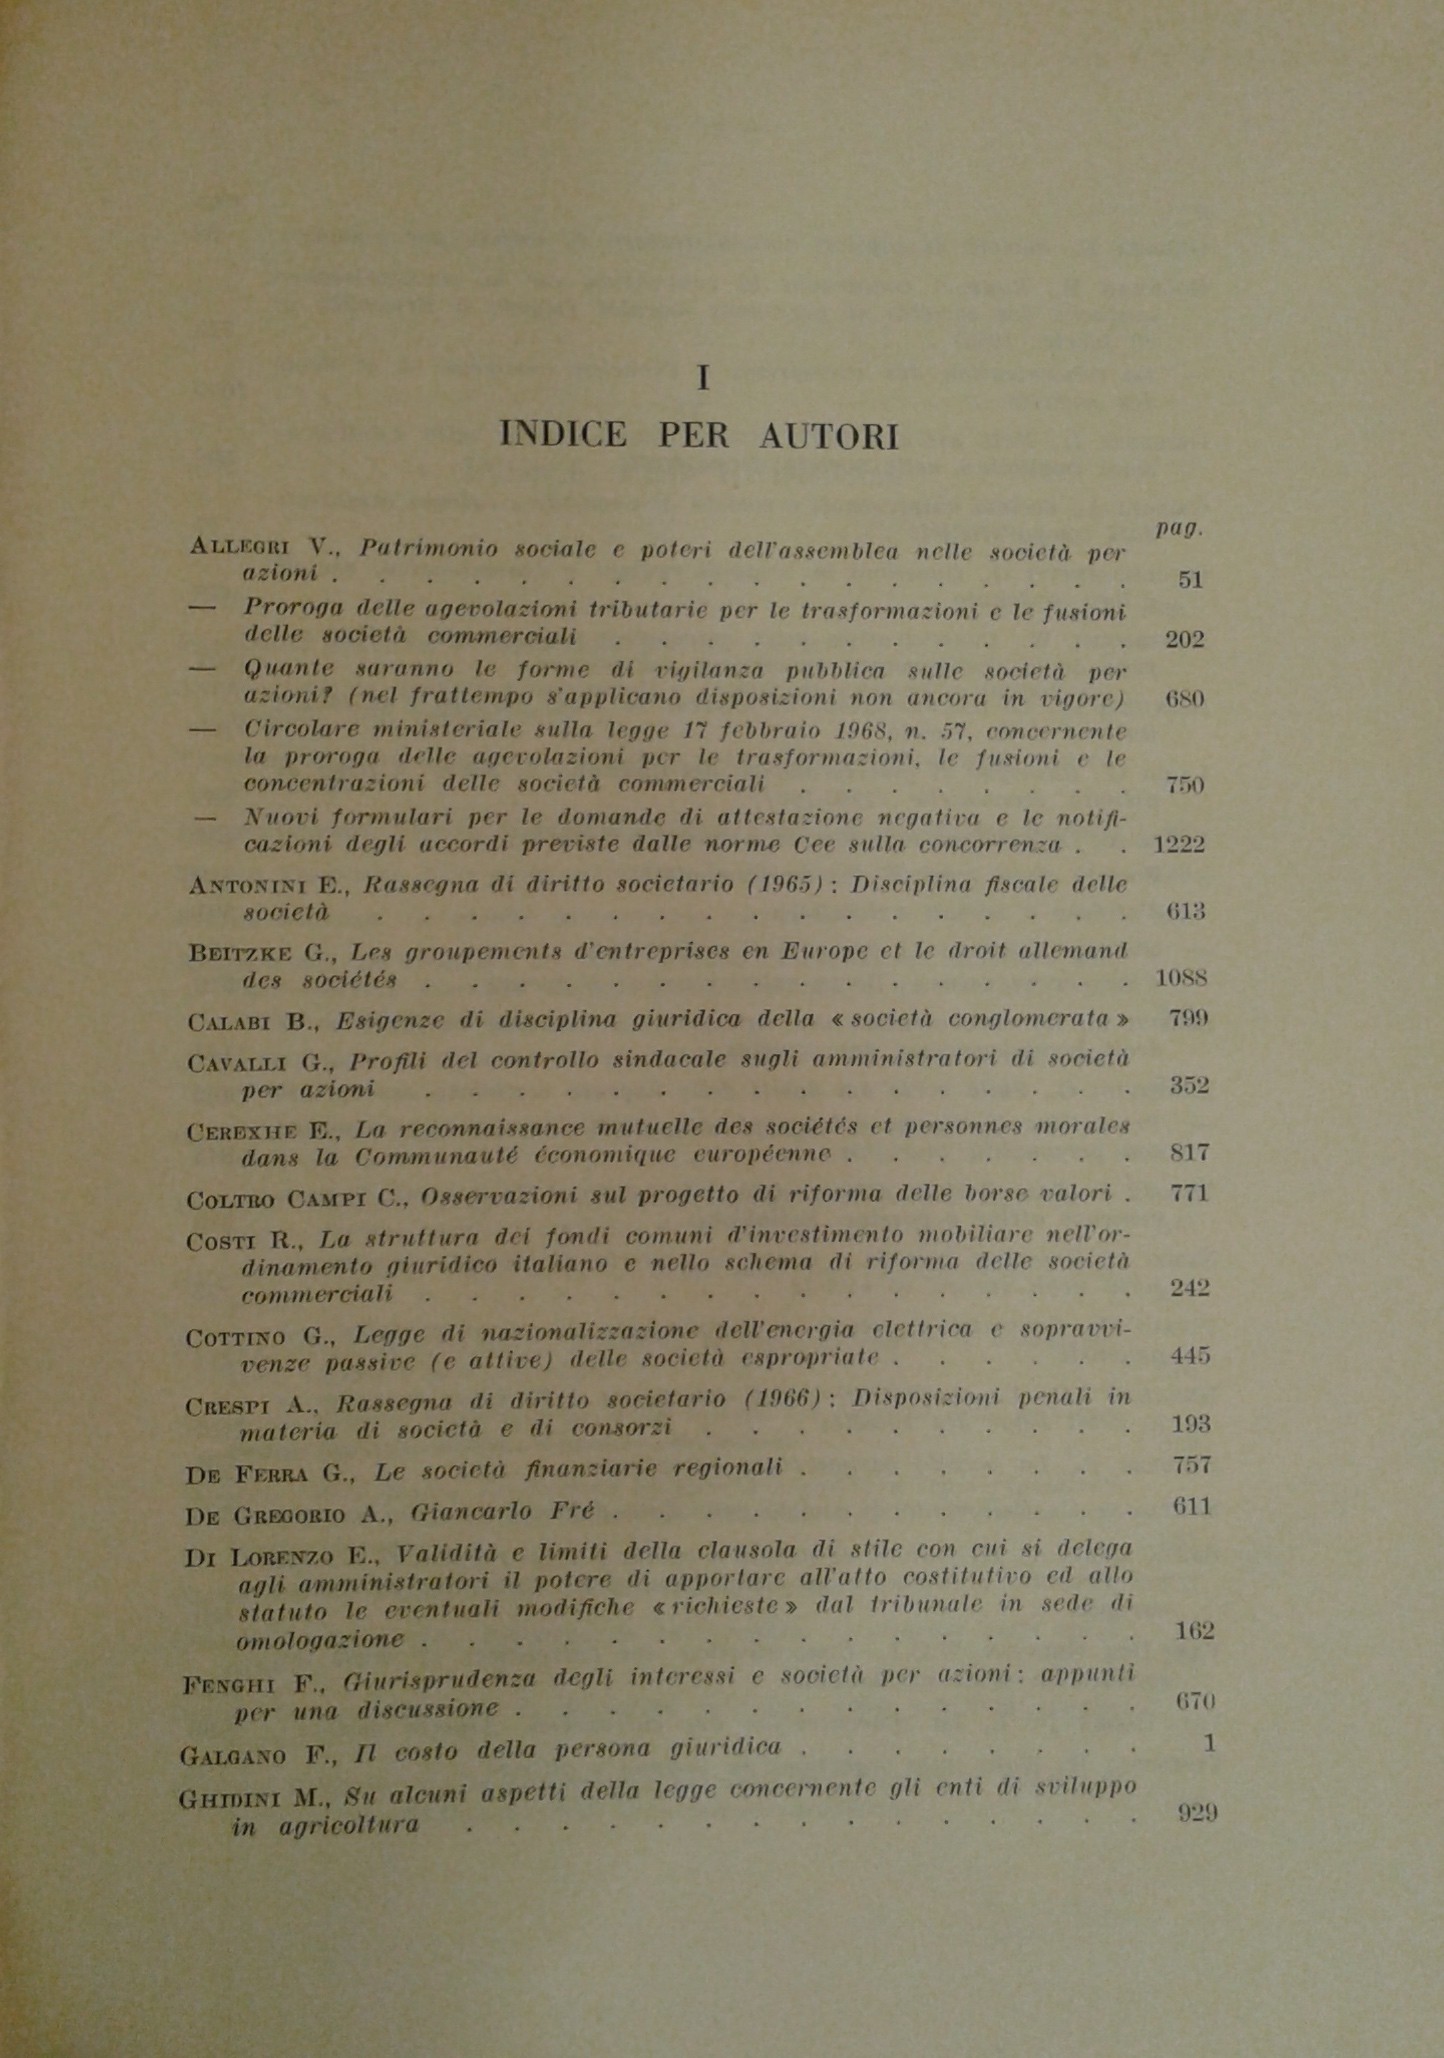 I
INDICE PER AUTORI
pag.
ALLEGRI V., Patrimonio sociale e poteri dell'assemblea nelle società per
azioni . . . . . . . . . . . . . . . . . . 51
— Proroga delle agevolazioni tributarie per le trasformazioni e le fusioni
delle società commerciali . . . . . . . . . . . . 202
— Quante saranno le forme di vigilanza pubblica sulle società per
azioni? (nel frattempo s'applicano disposizioni non ancora in vigore) 680
— Circolare ministeriale sulla legge 17 febbraio 1968, n. 57, concernente
la proroga delle agevolazioni per le trasformazioni, le fusioni e le
concentrazioni delle società commerciali . . . . . . . . 750
— Nuovi formulari per le domande di attestazione negativa e le notifi-
cazioni degli accordi previste dalle norme Cee sulla concorrenza . . 1222
ANTONINI E., Rassegna di diritto societario (1965): Disciplina fiscale delle
società . . . . . . . . . . . . . . . . . 613
BEITZKE G., Les groupements d'entreprises en Europe et le droit allemand
des sociétés . . . . . . . . . . . . . . . . 1088
CALABI B., Esigenze di disciplina giuridica della «società conglomerata» 799
CAVALLI G., Profili del controllo sindacale sugli amministratori di società
per azioni . . . . . . . . . . . . . . . . 352
CEREXHE E., La reconnaissance mutuelle des sociétés et personnes morales
dans la Communauté économique européenne . . . . . . . 817
COLTRO CAMPI C., Osservazioni sul progetto di riforma delle borse valori . 771
COSTI R., La struttura dei fondi comuni d'investimento mobiliare nell'or-
dinamento giuridico italiano e nello schema di riforma delle società
commerciali . . . . . . . . . . . . . . . . 242
COTTINO G., Legge di nazionalizzazione dell'energia elettrica e sopravvi-
venze passive (e attive) delle società espropriate . . . . . . 445
CRESPI A., Rassegna di diritto societario (1966): Disposizioni penali in
materia di società e di consorzi . . . . . . . . . . 193
DE FERRA G., Le società finanziarie regionali . . . . . . . . 757
DE GREGORIO A., Giancarlo Fré . . . . . . . . . . . . 611
DI LORENZO E., Validità e limiti della clausola di stile con cui si delega
agli amministratori il potere di apportare all'atto costitutivo ed allo
statuto le eventuali modifiche «richieste» dal tribunale in sede di
omologazione . . . . . . . . . . . . . . . . 162
FENGHI F., Giurisprudenza degli interessi e società per azioni: appunti
per una discussione . . . . . . . . . . . . . . 670
GALGANO F., Il costo della persona giuridica . . . . . . . . 1
GHIDINI M., Su alcuni aspetti della legge concernente gli enti di sviluppo
in agricoltura . . . . . . . . . . . . . . . 929